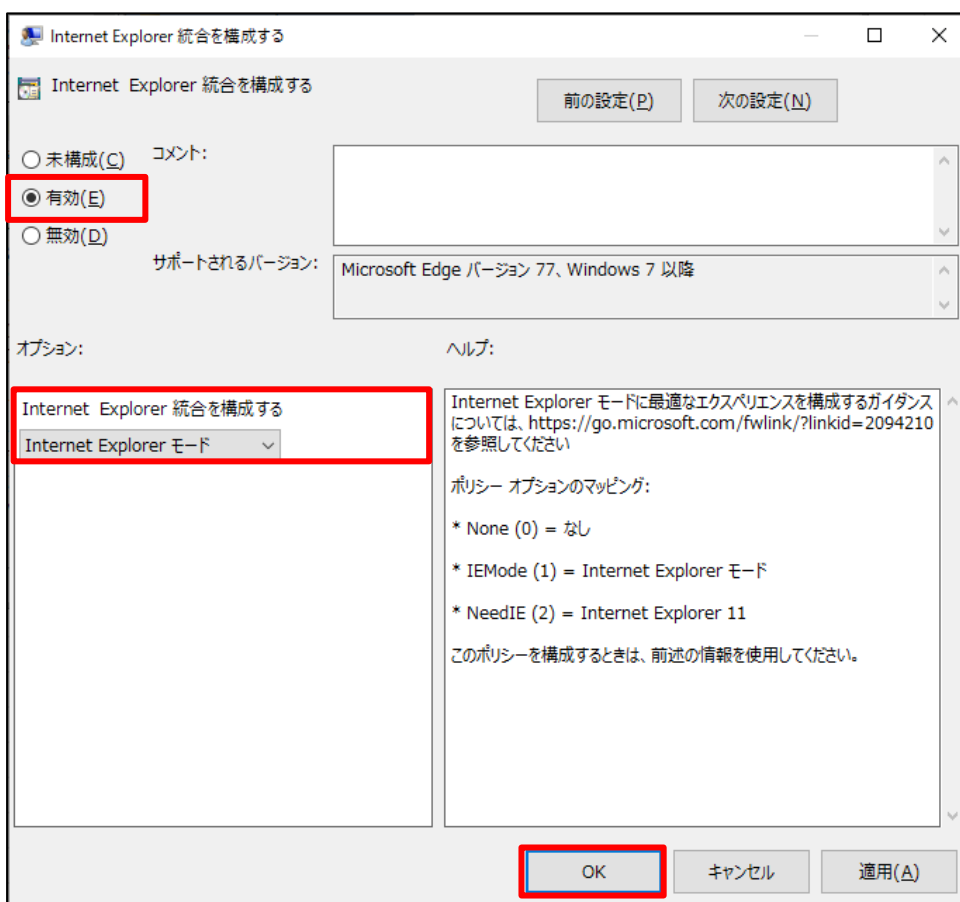 Internet Explorer 統合を構成する
Internet Explorer 統合を構成する
前の設定(P)
次の設定(N)
未構成(C)
コメント:
有効(E)
無効(D)
サポートされるバージョン:
Microsoft Edge バージョン 77、Windows 7 以降
オプション:
ヘルプ:
Internet Explorer 統合を構成する
Internet Explorer モード
Internet Explorer モードに最適なエクスペリエンスを構成するガイダンス
については、https://go.microsoft.com/fwlink/?linkid=2094210
を参照してください
ポリシー オプションのマッピング:
* None (0) = なし
* IEMode (1) = Internet Explorer モード
* NeedIE (2) = Internet Explorer 11
このポリシーを構成するときは、前述の情報を使用してください。
OK
キャンセル
適用(A)